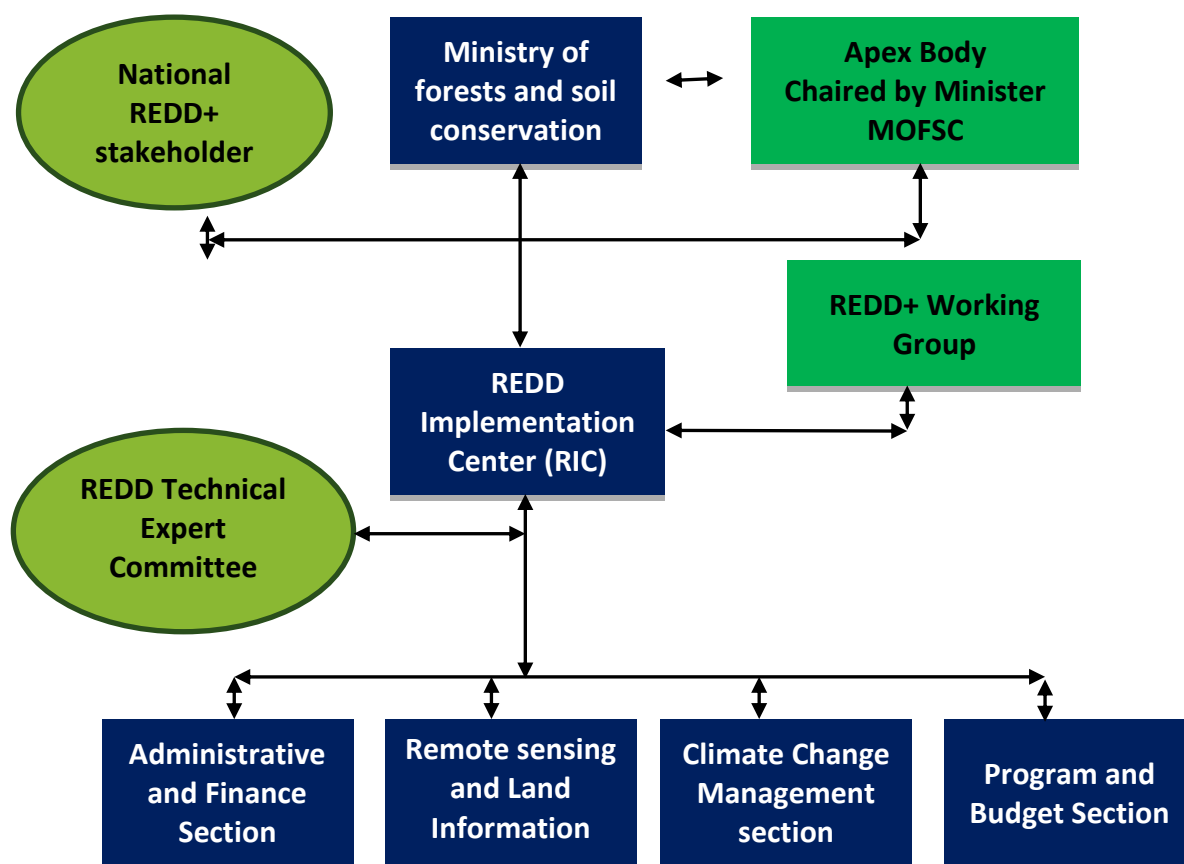 National
REDD+
stakeholder
Ministry of
forests and soil
conservation
Apex Body
Chaired by Minister
MOFSC
REDD+ Working
Group
REDD
Implementation
Center (RIC)
REDD Technical
Expert
Committee
Administrative
and Finance
Section
Remote sensing
and Land
Information
Climate Change
Management
section
Program and
Budget Section